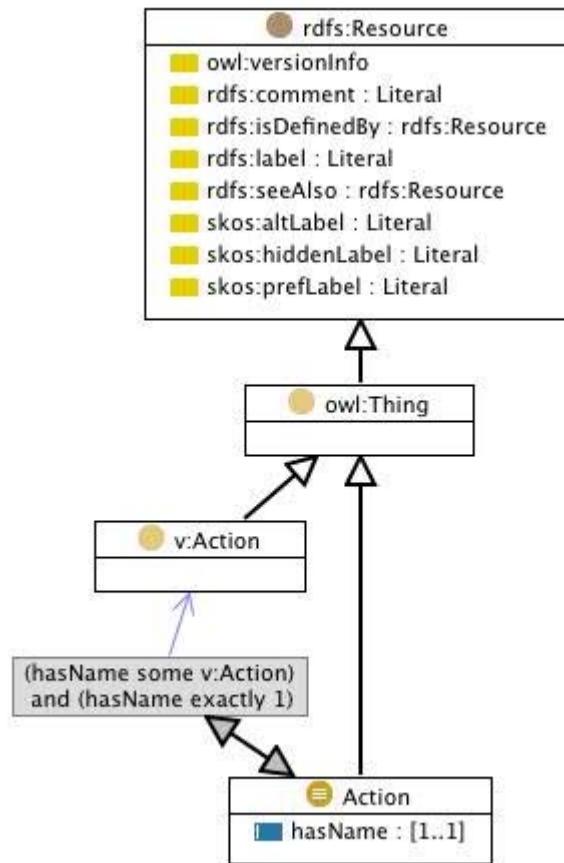 rdfs:Resource
owl:versionInfo
rdfs:comment : Literal
rdfs:isDefinedBy : rdfs:Resource
rdfs:label : Literal
rdfs:seeAlso : rdfs:Resource
skos:altLabel : Literal
skos:hiddenLabel : Literal
skos:prefLabel : Literal
owl:Thing
v:Action
(hasName some v:Action)
and (hasName exactly 1)
Action
hasName : [1..1]